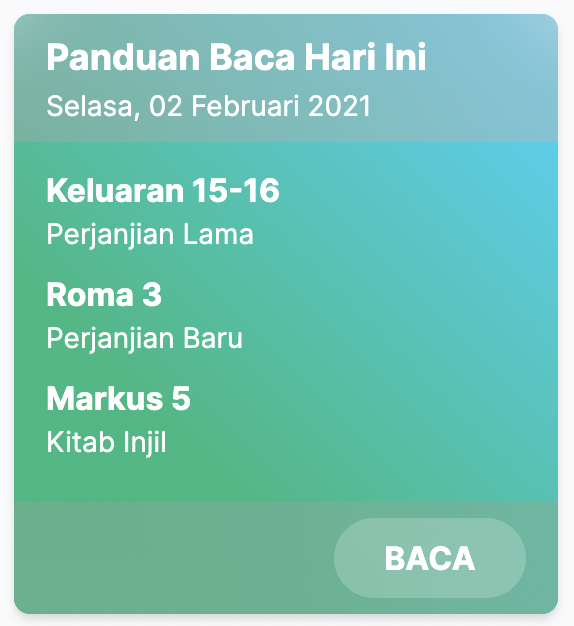 Panduan Baca Hari Ini
Selasa, 02 Februari 2021
Keluaran 15-16
Perjanjian Lama
Roma 3
Perjanjian Baru
Markus 5
Kitab Injil
BACA